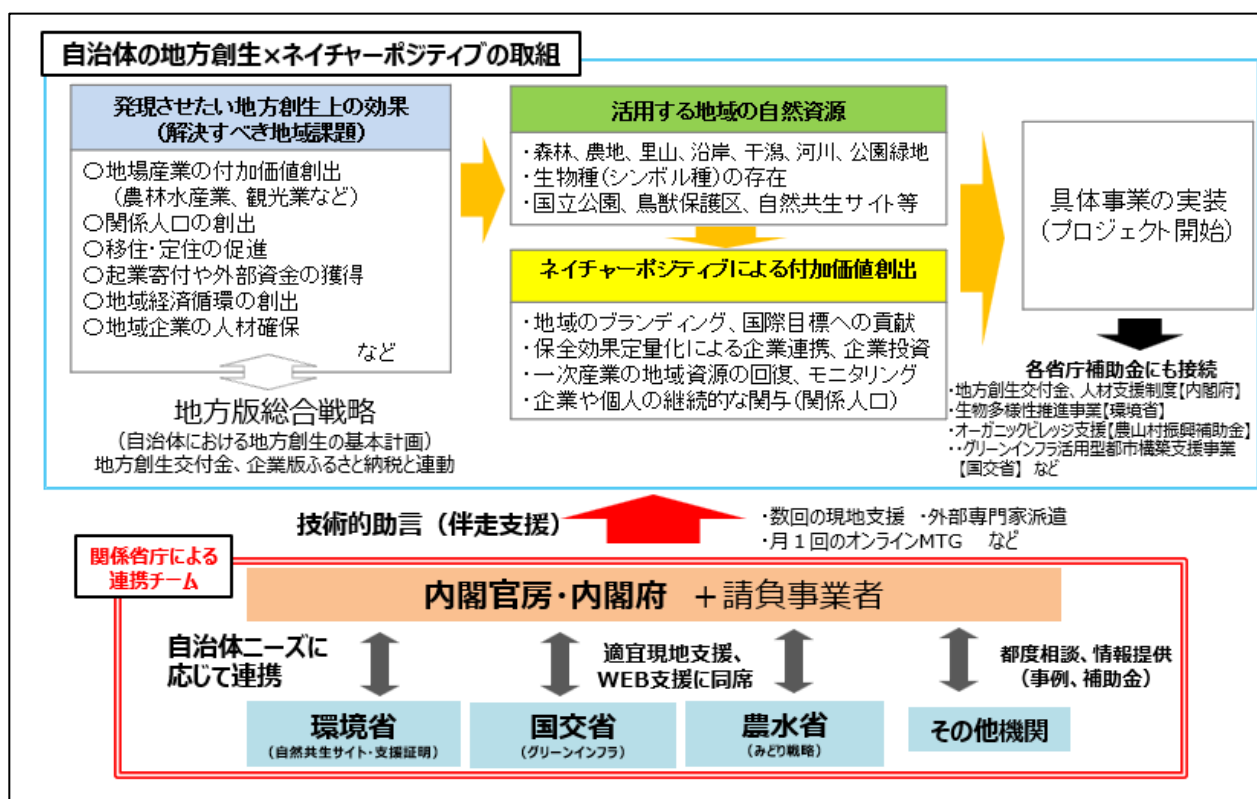 自治体の地方創生×ネイチャーポジティブの取組
発現させたい地方創生上の効果
(解決すべき地域課題)
○地場産業の付加価値創出
(農林水産業、観光業など)
○関係人口の創出
○移住・定住の促進
○起業寄付や外部資金の獲得
○地域経済循環の創出
○地域企業の人材確保
など
地方版総合戦略
(自治体における地方創生の基本計画)
地方創生交付金、企業版ふるさと納税と連動
活用する地域の自然資源
・森林、農地、里山、沿岸、干潟、河川、公園緑地
・生物種(シンボル種)の存在
・国立公園、鳥獣保護区、自然共生サイト等
ネイチャーポジティブによる付加価値創出
・地域のブランディング、国際目標への貢献
・保全効果定量化による企業連携、企業投資
・一次産業の地域資源の回復、モニタリング
・企業や個人の継続的な関与(関係人口)
具体事業の実装
(プロジェクト開始)
各省庁補助金にも接続
・地方創生交付金、人材支援制度【内閣府】
・生物多様性推進事業【環境省】
・オーガニックビレッジ支援【農山村振興補助金】
・・グリーンインフラ活用型都市構築支援事業
【国交省】 など
技術的助言（伴走支援）
・数回の現地支援 ・外部専門家派遣
・月１回のオンラインMTG など
関係省庁による
連携チーム
内閣官房・内閣府 ＋請負事業者
自治体ニーズに
応じて連携
適宜現地支援、
WEB支援に同席
都度相談、情報提供
(事例、補助金)
環境省
(自然共生サイト・支援証明)
国交省
(グリーンインフラ)
農水省
(みどり戦略)
その他機関